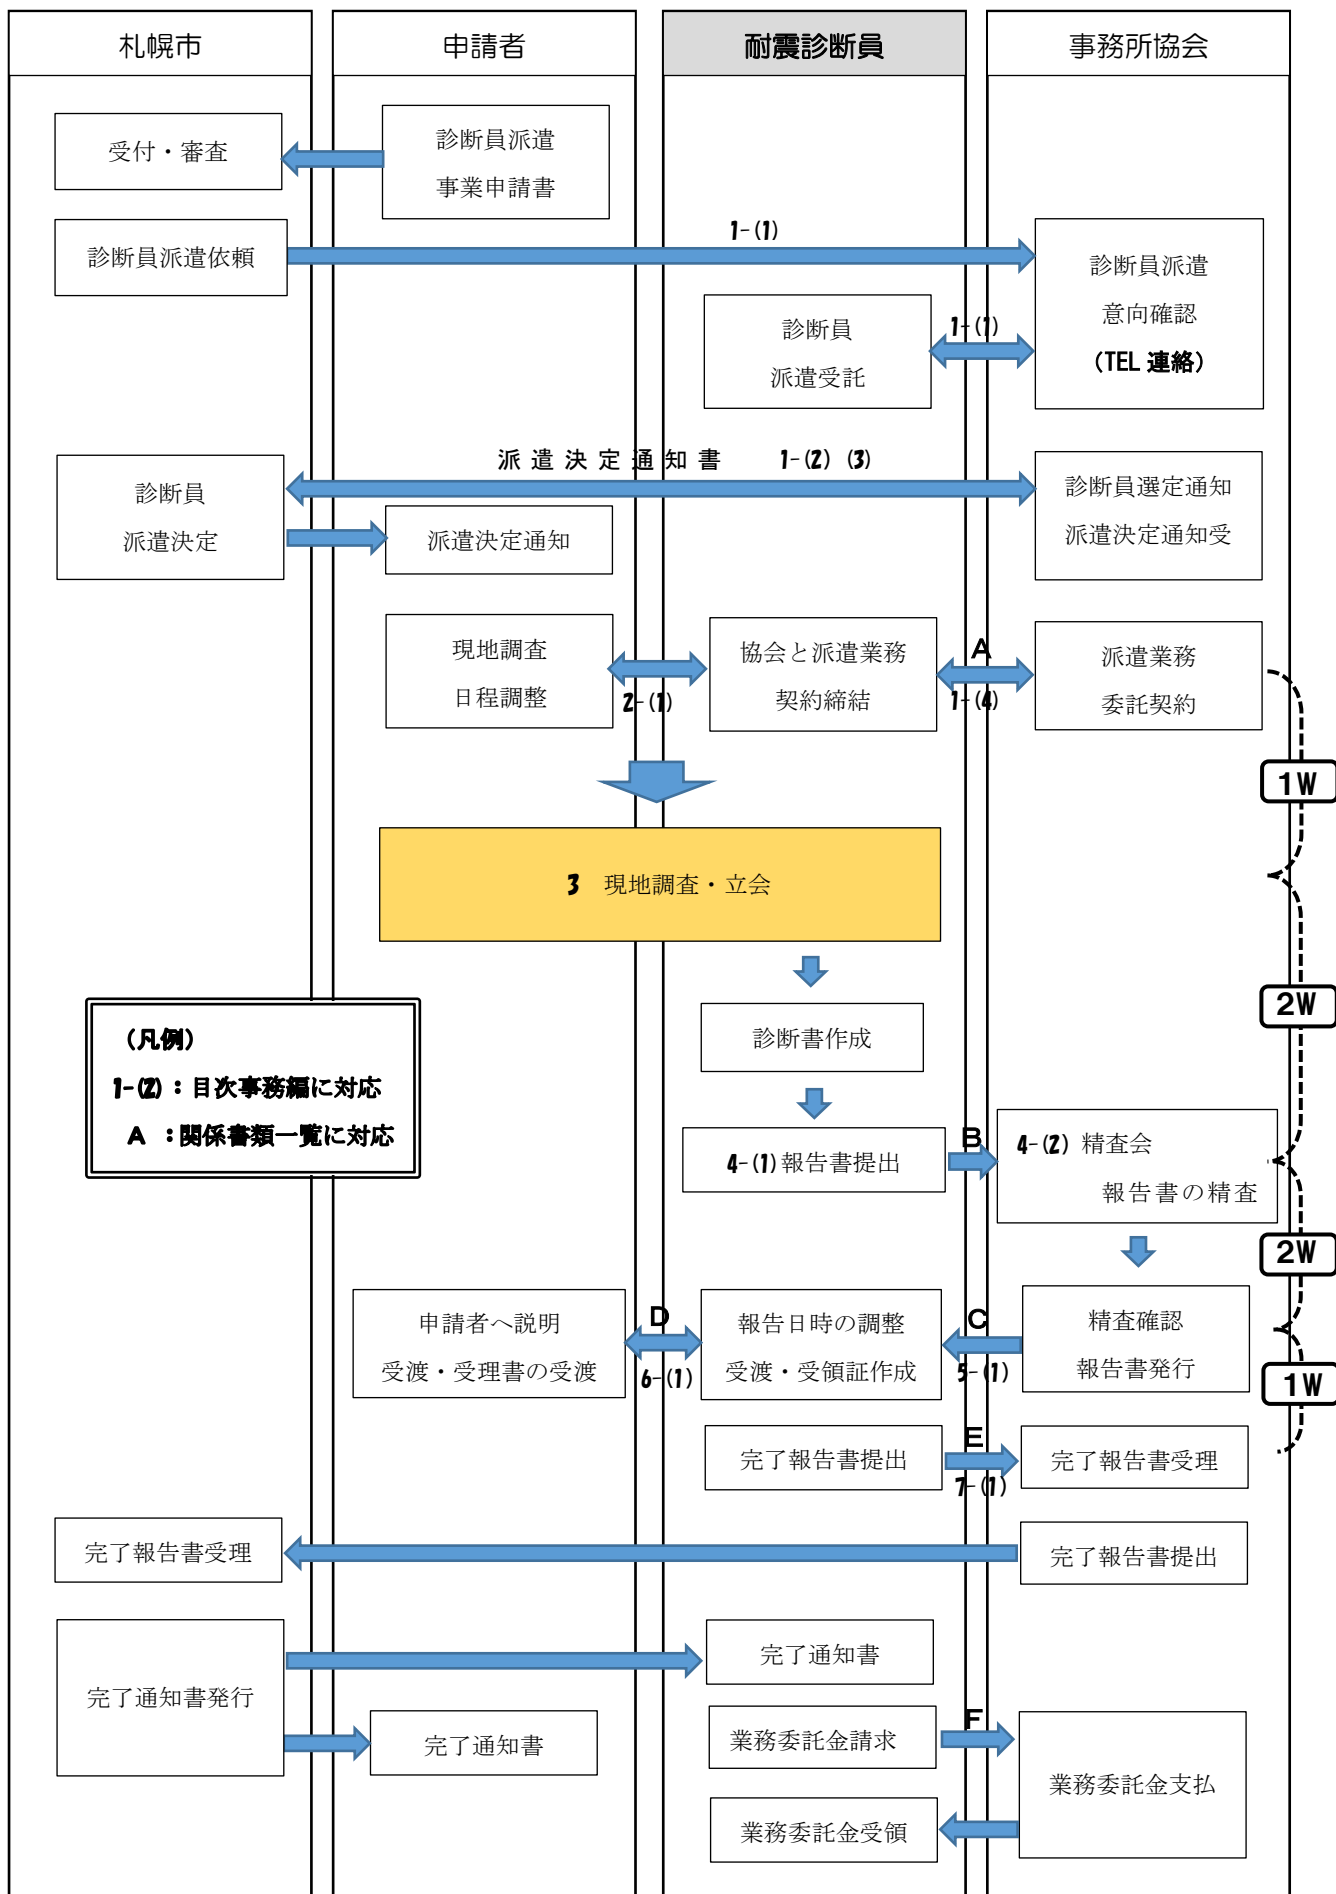 札幌市
申請者
耐震診断員
事務所協会
受付・審査
診断員派遣
事業申請書
診断員派遣依頼
1-(1)
診断員派遣
意向確認
（TEL 連絡）
診断員
派遣受託
1-(1)
派遣決定通知書　1-(2) (3)
診断員
派遣決定
派遣決定通知
診断員選定通知
派遣決定通知受
現地調査
日程調整
2-(1)
協会と派遣業務
契約締結
A
1-(4)
派遣業務
委託契約
1W
3 現地調査・立会
2W
診断書作成
（凡例）
1-(2)：目次事務編に対応
A ：関係書類一覧に対応
4-(1) 報告書提出
B
4-(2) 精査会
報告書の精査
2W
申請者へ説明
受渡・受理書の受渡
D
6-(1)
報告日時の調整
受渡・受領証作成
C
5-(1)
精査確認
報告書発行
1W
完了報告書提出
E
7-(1)
完了報告書受理
完了報告書受理
完了報告書提出
完了通知書発行
完了通知書
完了通知書
業務委託金請求
F
業務委託金支払
業務委託金受領